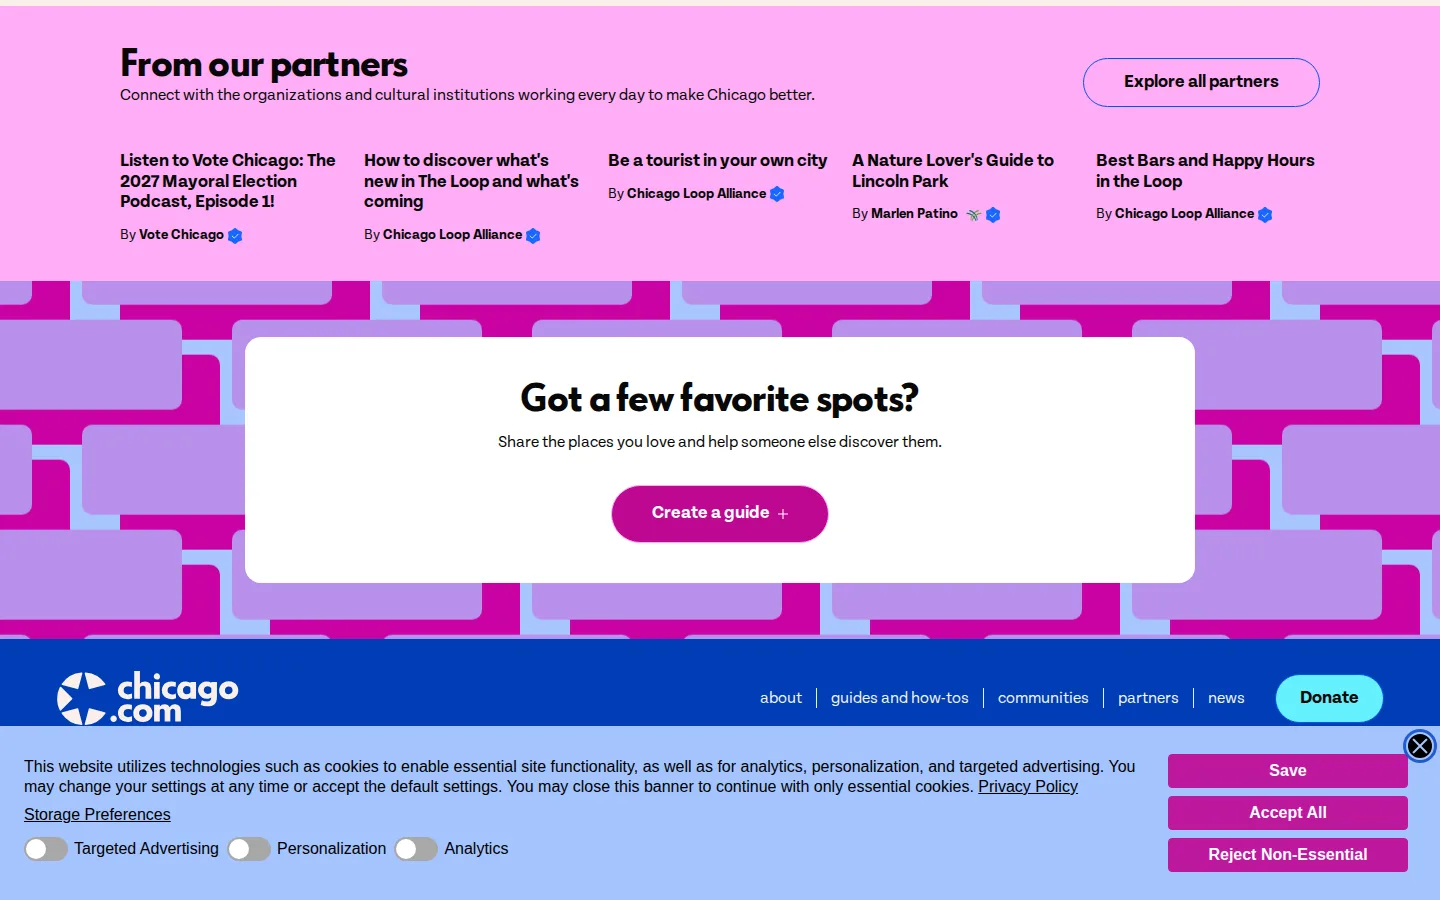 From our partners
Connect with the organizations and cultural institutions working every day to make Chicago better.
Explore all partners
Listen to Vote Chicago: The
2027 Mayoral Election
Podcast, Episode 1!
By Vote Chicago
How to discover what's
new in The Loop and what's
coming
By Chicago Loop Alliance
Be a tourist in your own city
By Chicago Loop Alliance
A Nature Lover's Guide to
Lincoln Park
By Marlen Patino
Best Bars and Happy Hours
in the Loop
By Chicago Loop Alliance
Got a few favorite spots?
Share the places you love and help someone else discover them.
Create a guide +
chicago
.com
about
guides and how-tos
communities
partners
news
Donate
This website utilizes technologies such as cookies to enable essential site functionality, as well as for analytics, personalization, and targeted advertising. You
may change your settings at any time or accept the default settings. You may close this banner to continue with only essential cookies. Privacy Policy
Storage Preferences
Targeted Advertising
Personalization
Analytics
Save
Accept All
Reject Non-Essential